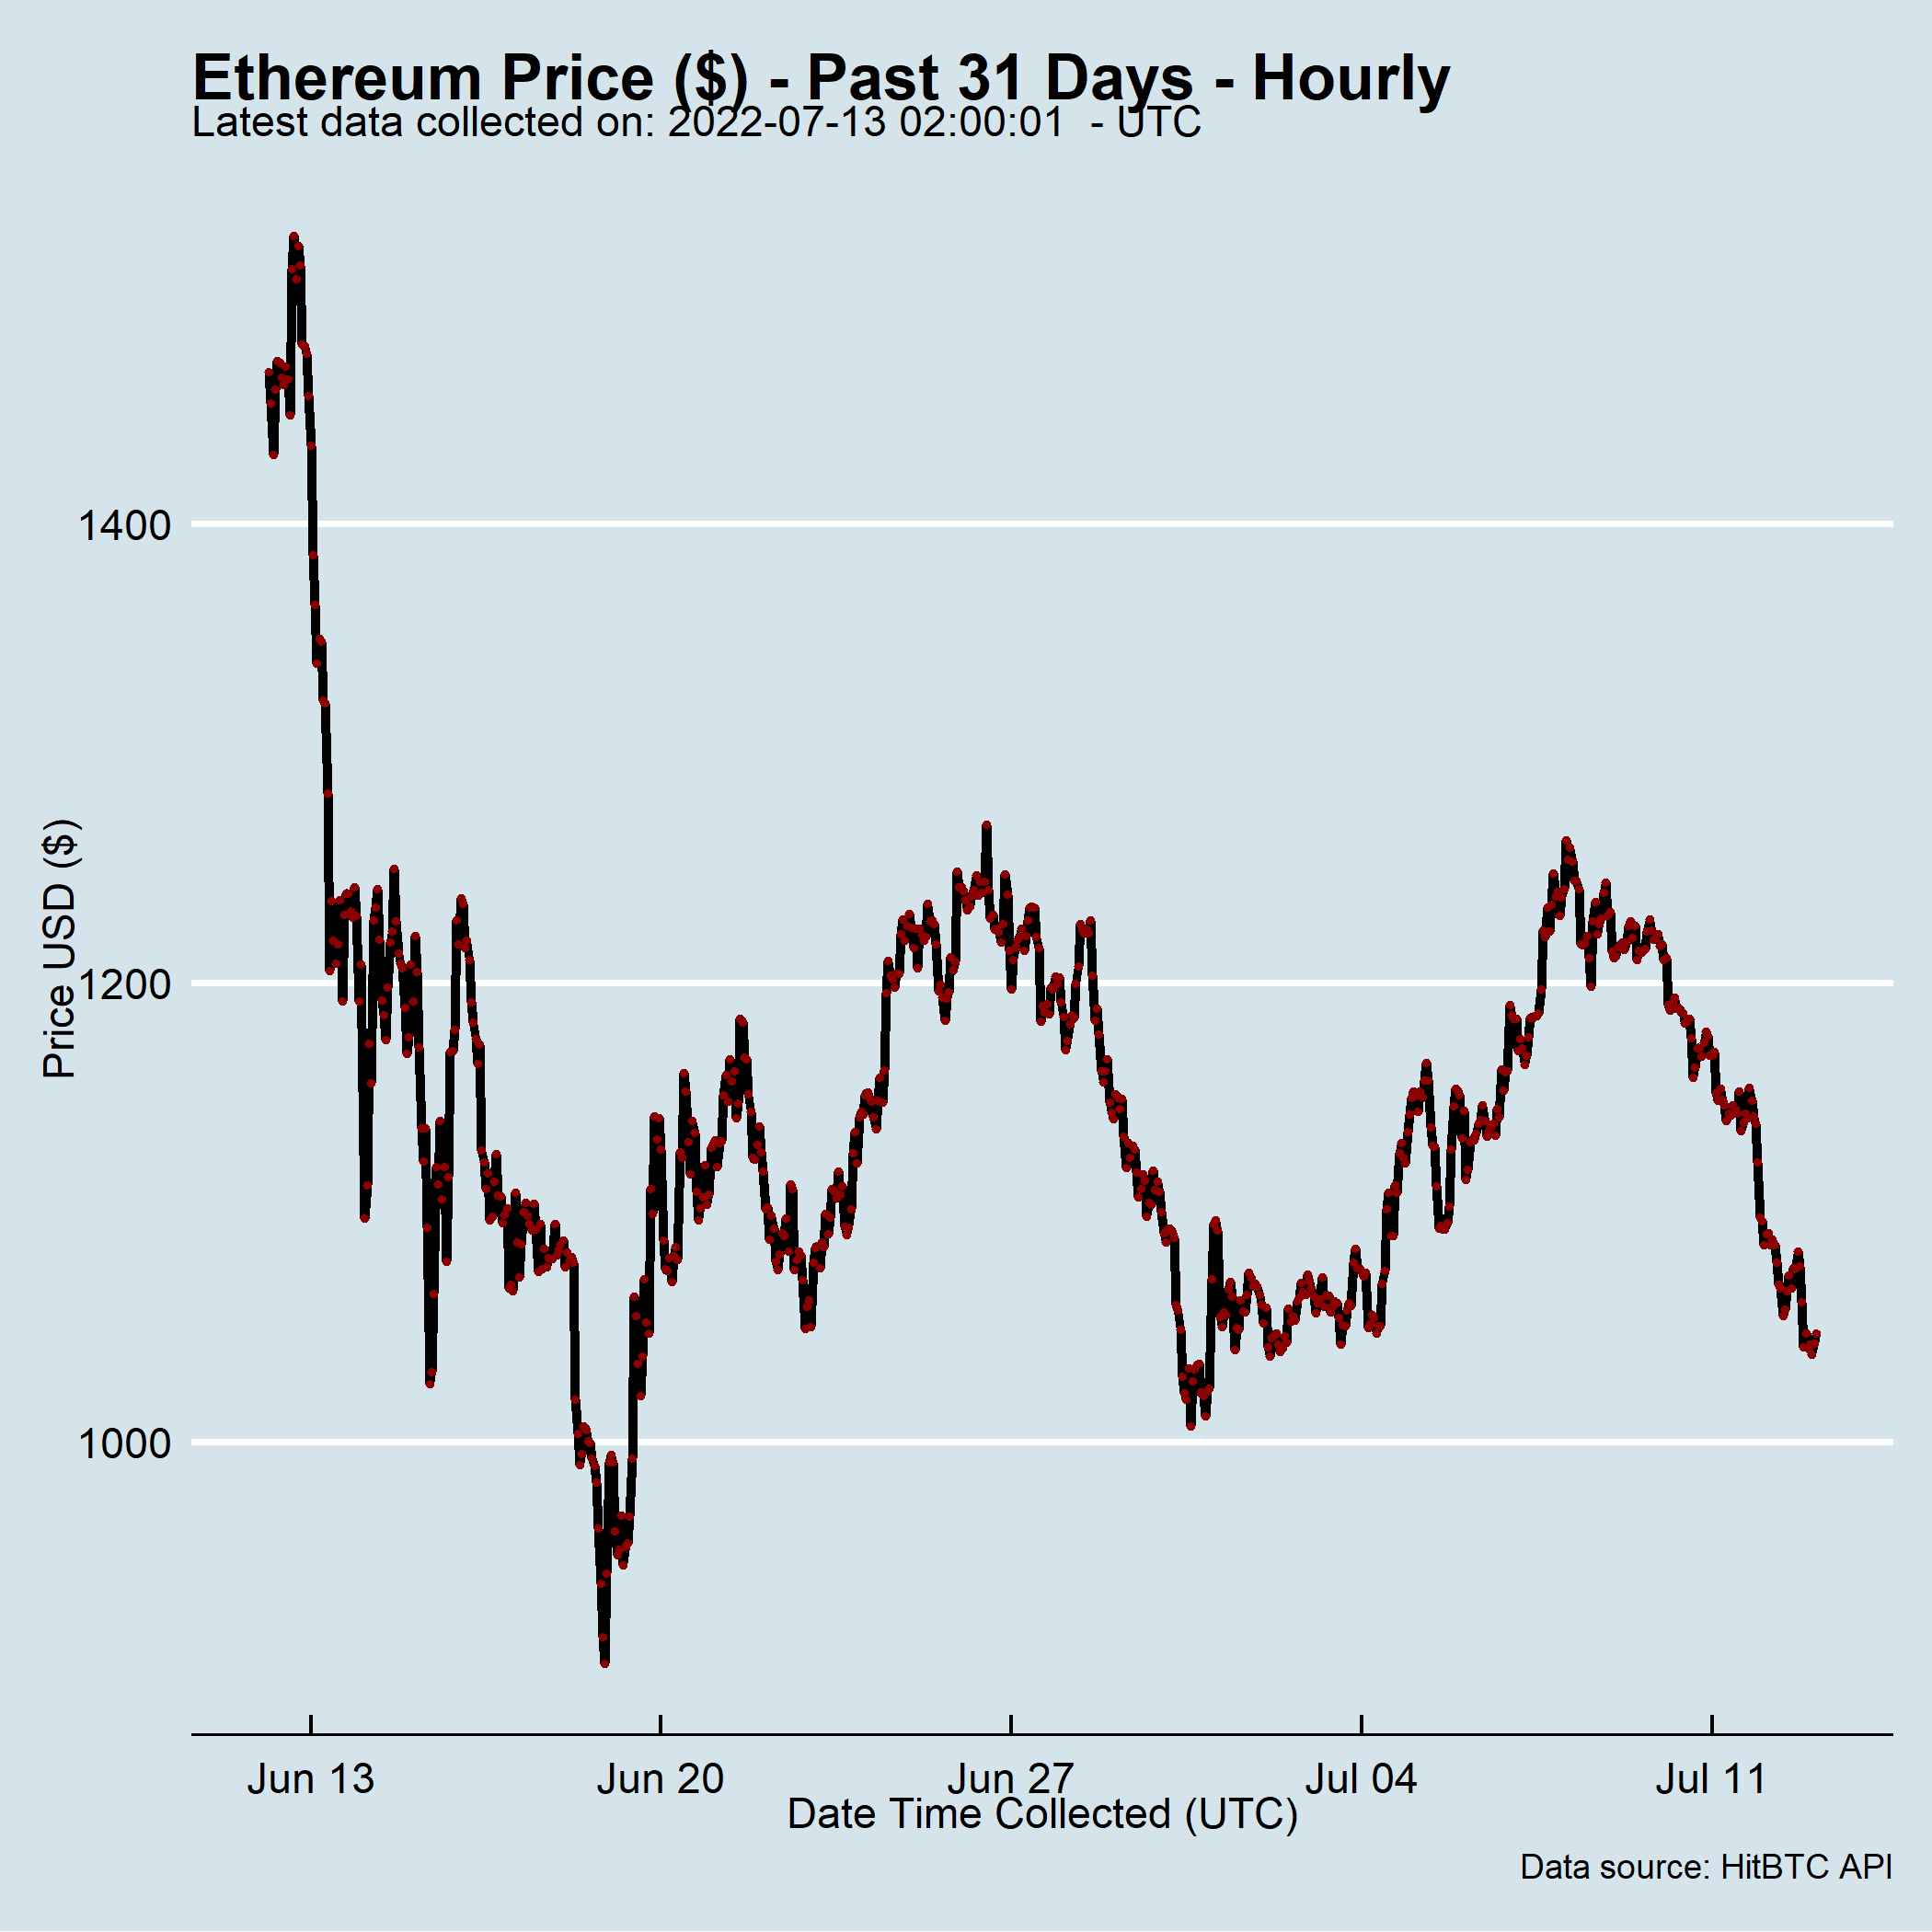 Ethereum Price ($) - Past 31 Days - Hourly
Latest data collected on: 2022-07-13 02:00:01  - UTC
Price USD ($)
1400
1200
1000
Jun 13
Jun 20
Jun 27
Jul 04
Jul 11
Date Time Collected (UTC)
Data source: HitBTC API